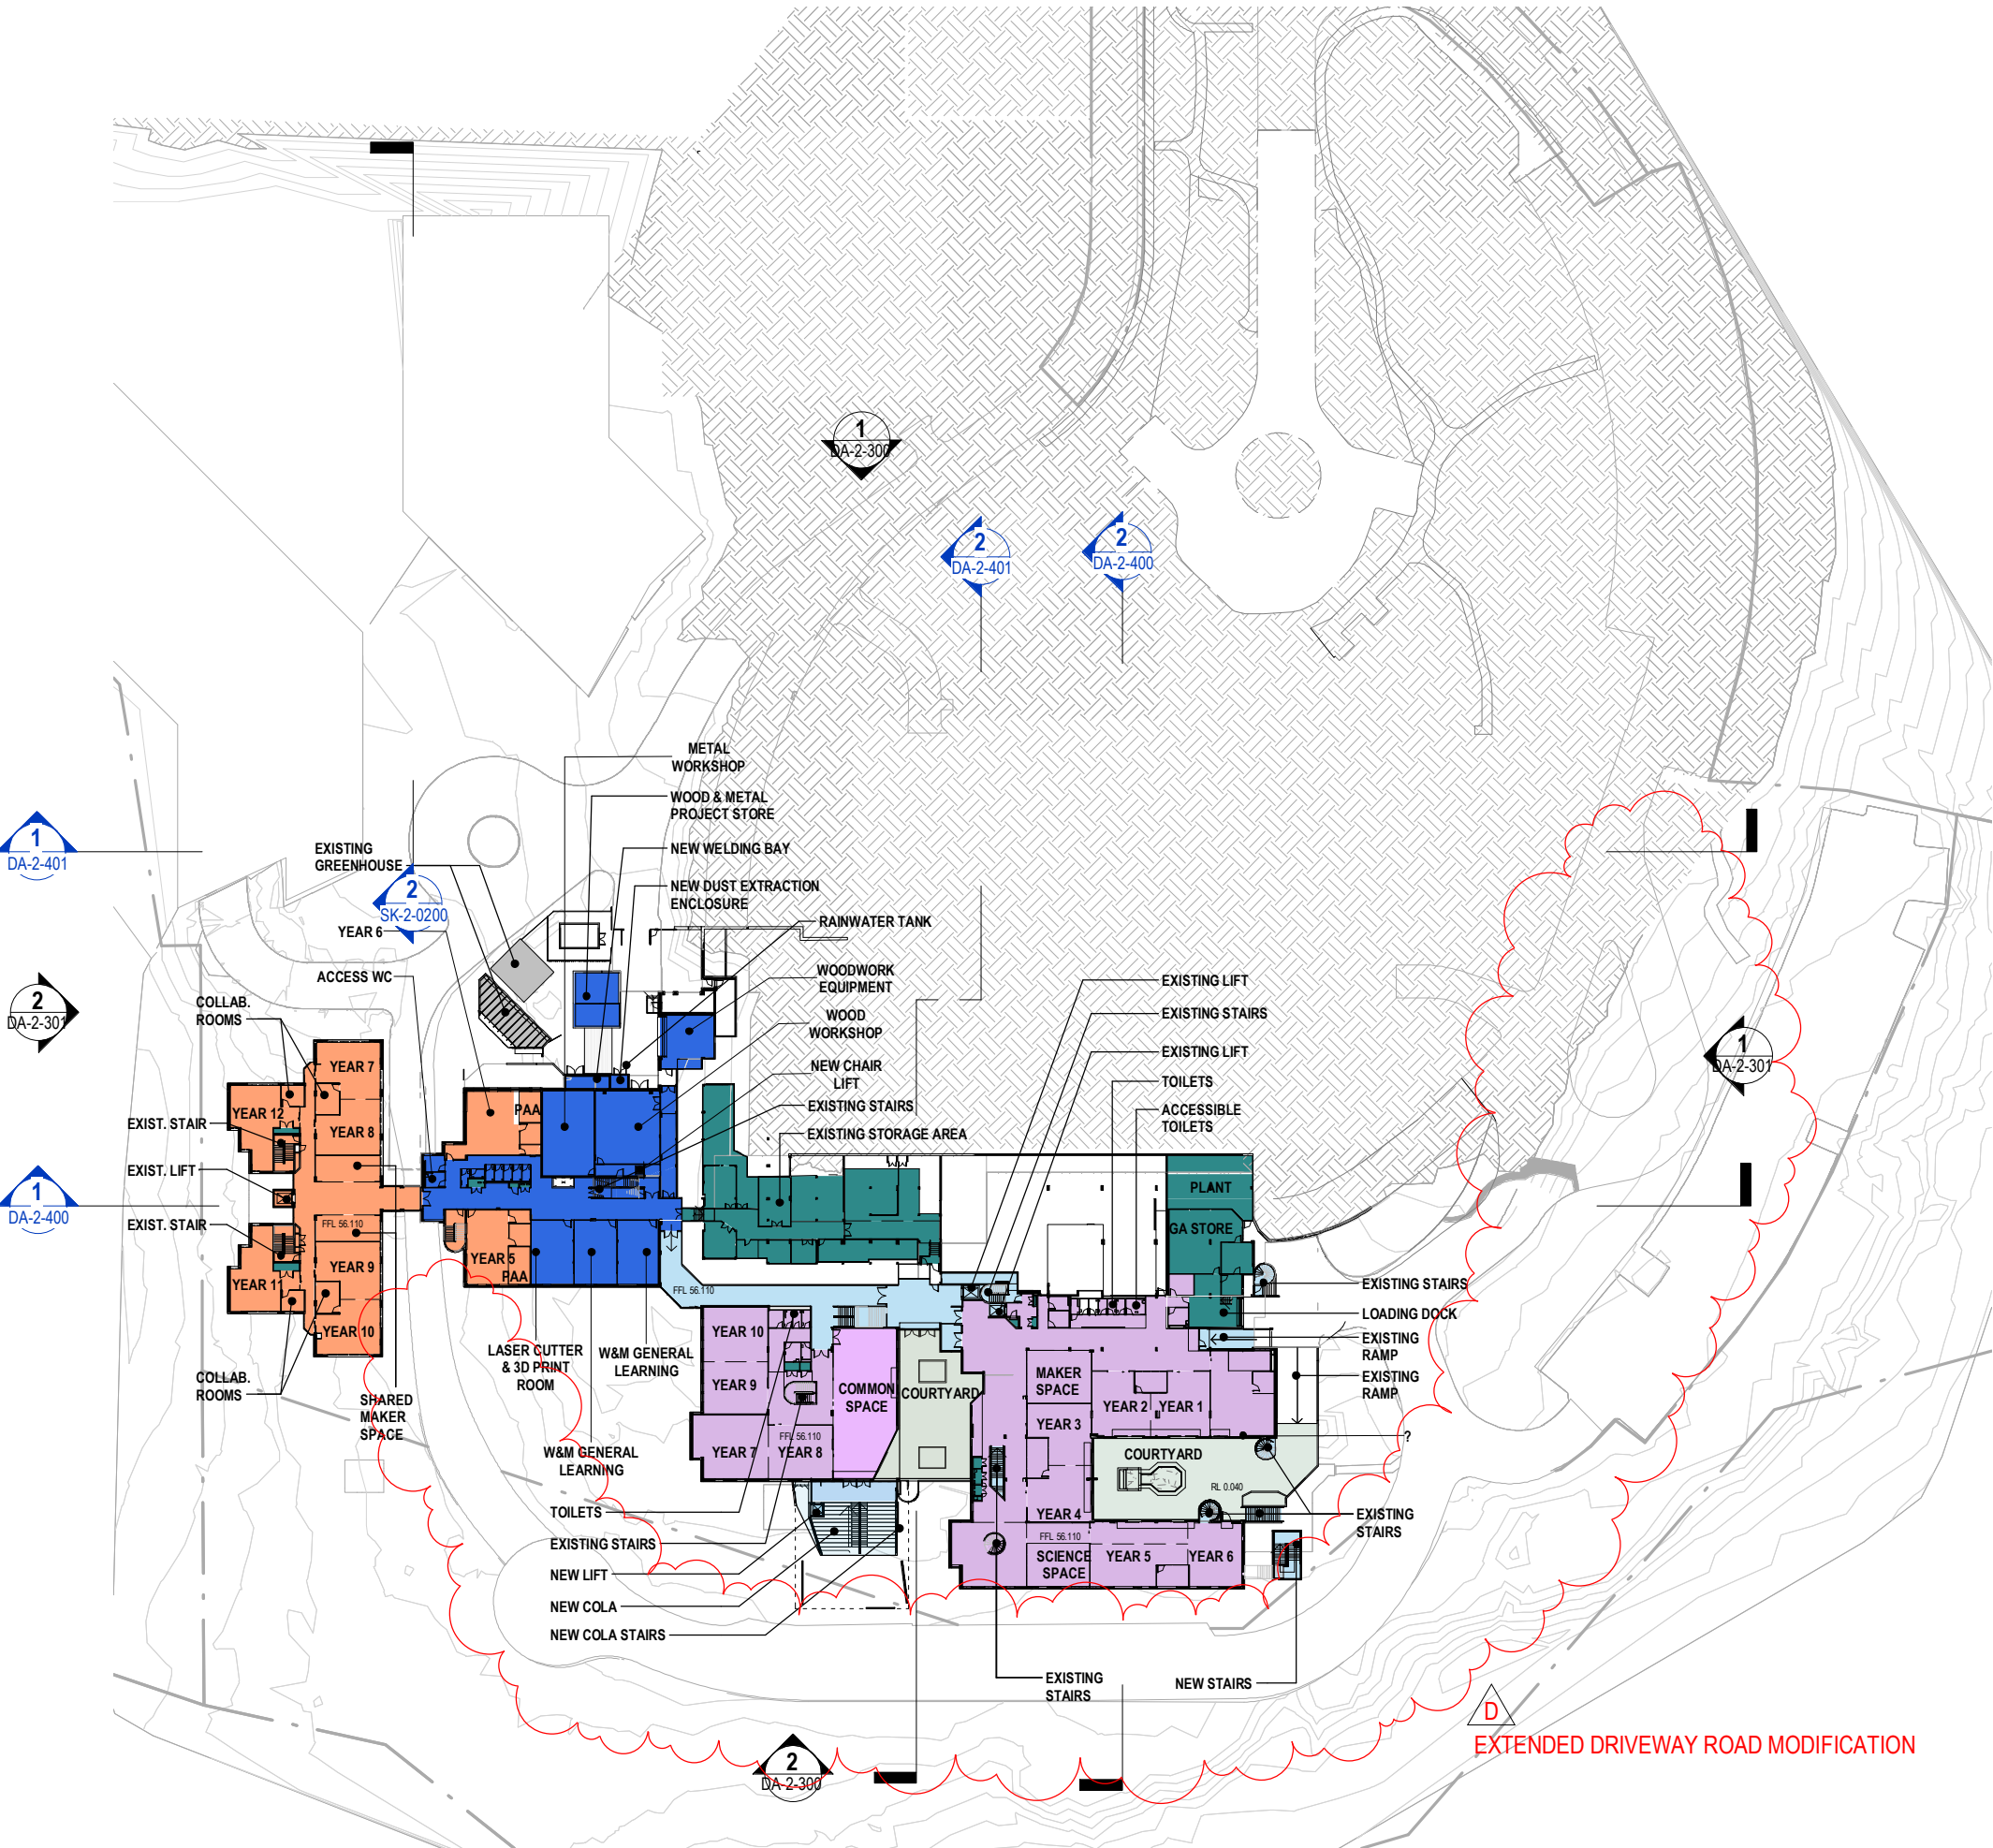 1
DA-2-300
2
DA-2-401
2
DA-2-400
METAL
WORKSHOP
WOOD & METAL
PROJECT STORE
1
DA-2-401
EXISTING
GREENHOUSE
NEW WELDING BAY
2
SK-2-0200
NEW DUST EXTRACTION
ENCLOSURE
YEAR 6
RAINWATER TANK
ACCESS WC
WOODWORK
EQUIPMENT
EXISTING LIFT
2
DA-2-301
COLLAB.
ROOMS
WOOD
WORKSHOP
EXISTING STAIRS
1
DA-2-301
EXISTING LIFT
YEAR 7
NEW CHAIR
LIFT
TOILETS
YEAR 12
PAA
EXISTING STAIRS
ACCESSIBLE
TOILETS
EXIST. STAIR
YEAR 8
EXISTING STORAGE AREA
EXIST. LIFT
PLANT
1
DA-2-400
EXIST. STAIR
FFL 56.110
GA STORE
YEAR 9
YEAR 5
PAA
YEAR 11
FFL 56.110
EXISTING STAIRS
LOADING DOCK
YEAR 10
YEAR 10
EXISTING
RAMP
LASER CUTTER
& 3D PRINT
ROOM
W&M GENERAL
LEARNING
COLLAB.
ROOMS
YEAR 9
COMMON
SPACE
COURTYARD
MAKER
SPACE
EXISTING
RAMP
SHARED
MAKER
SPACE
YEAR 2
YEAR 1
YEAR 3
FFL 56.110
?
W&M GENERAL
LEARNING
YEAR 7
YEAR 8
COURTYARD
RL 0.040
TOILETS
YEAR 4
EXISTING
STAIRS
EXISTING STAIRS
FFL 56.110
SCIENCE
SPACE
YEAR 5
YEAR 6
NEW LIFT
NEW COLA
NEW COLA STAIRS
EXISTING
STAIRS
NEW STAIRS
D
EXTENDED DRIVEWAY ROAD MODIFICATION
2
DA-2-300